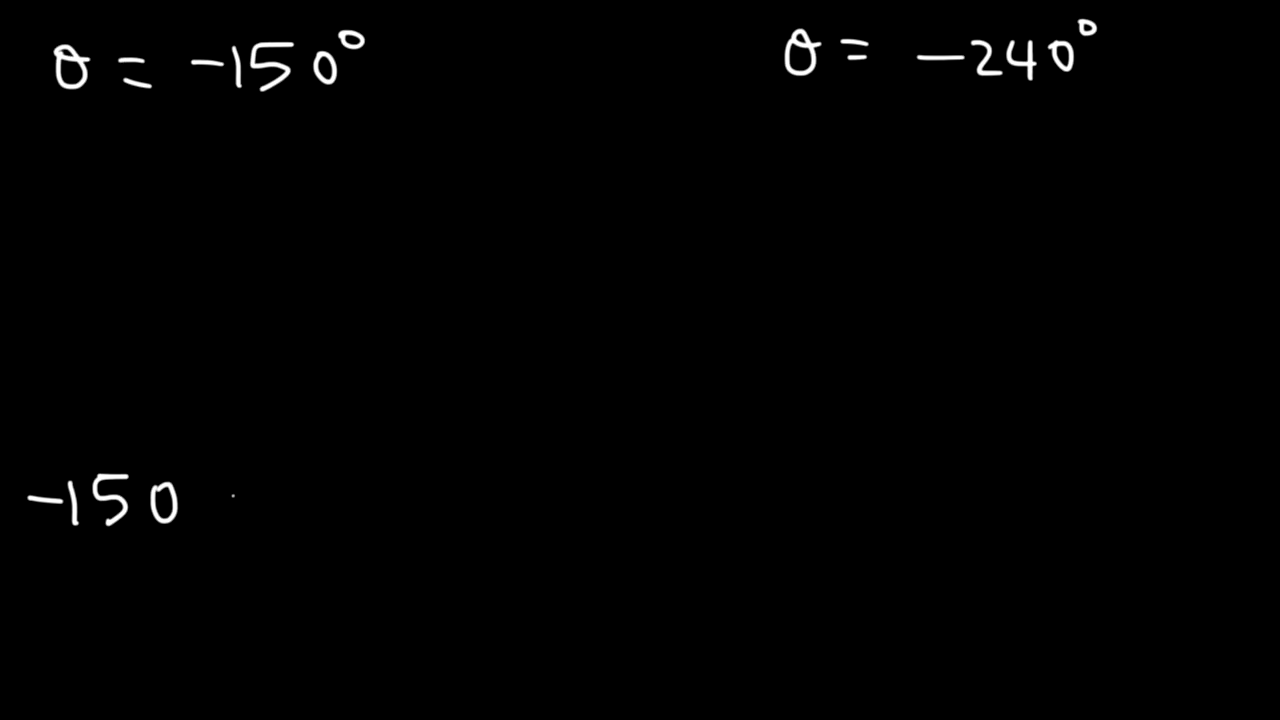 θ = -150°
θ = -240°
-150